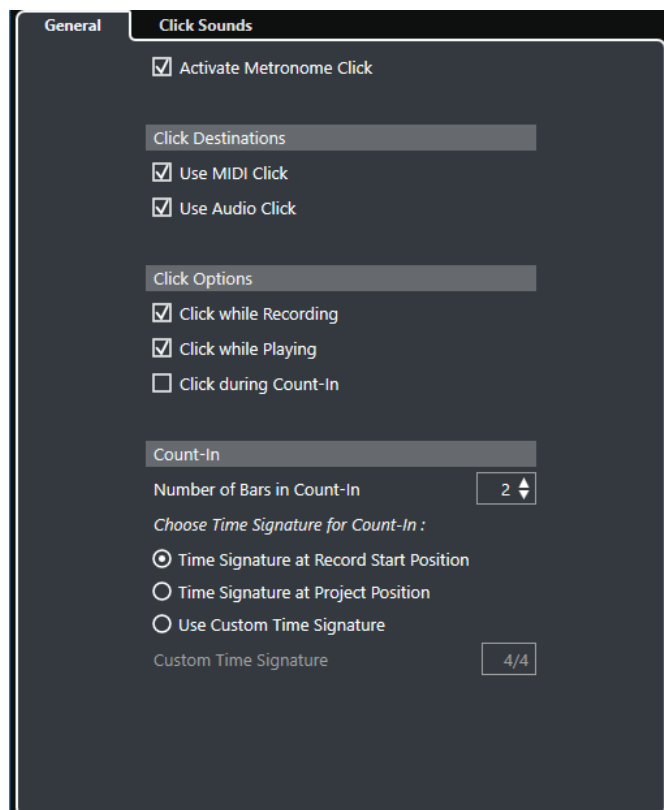 General Click Sounds
Activate Metronome Click
Click Destinations
Use MIDI Click
Use Audio Click
Click Options
Click while Recording
Click while Playing
Click during Count-In
Count-In
Number of Bars in Count-In 2
Choose Time Signature for Count-In :
Time Signature at Record Start Position
Time Signature at Project Position
Use Custom Time Signature
Custom Time Signature 4/4